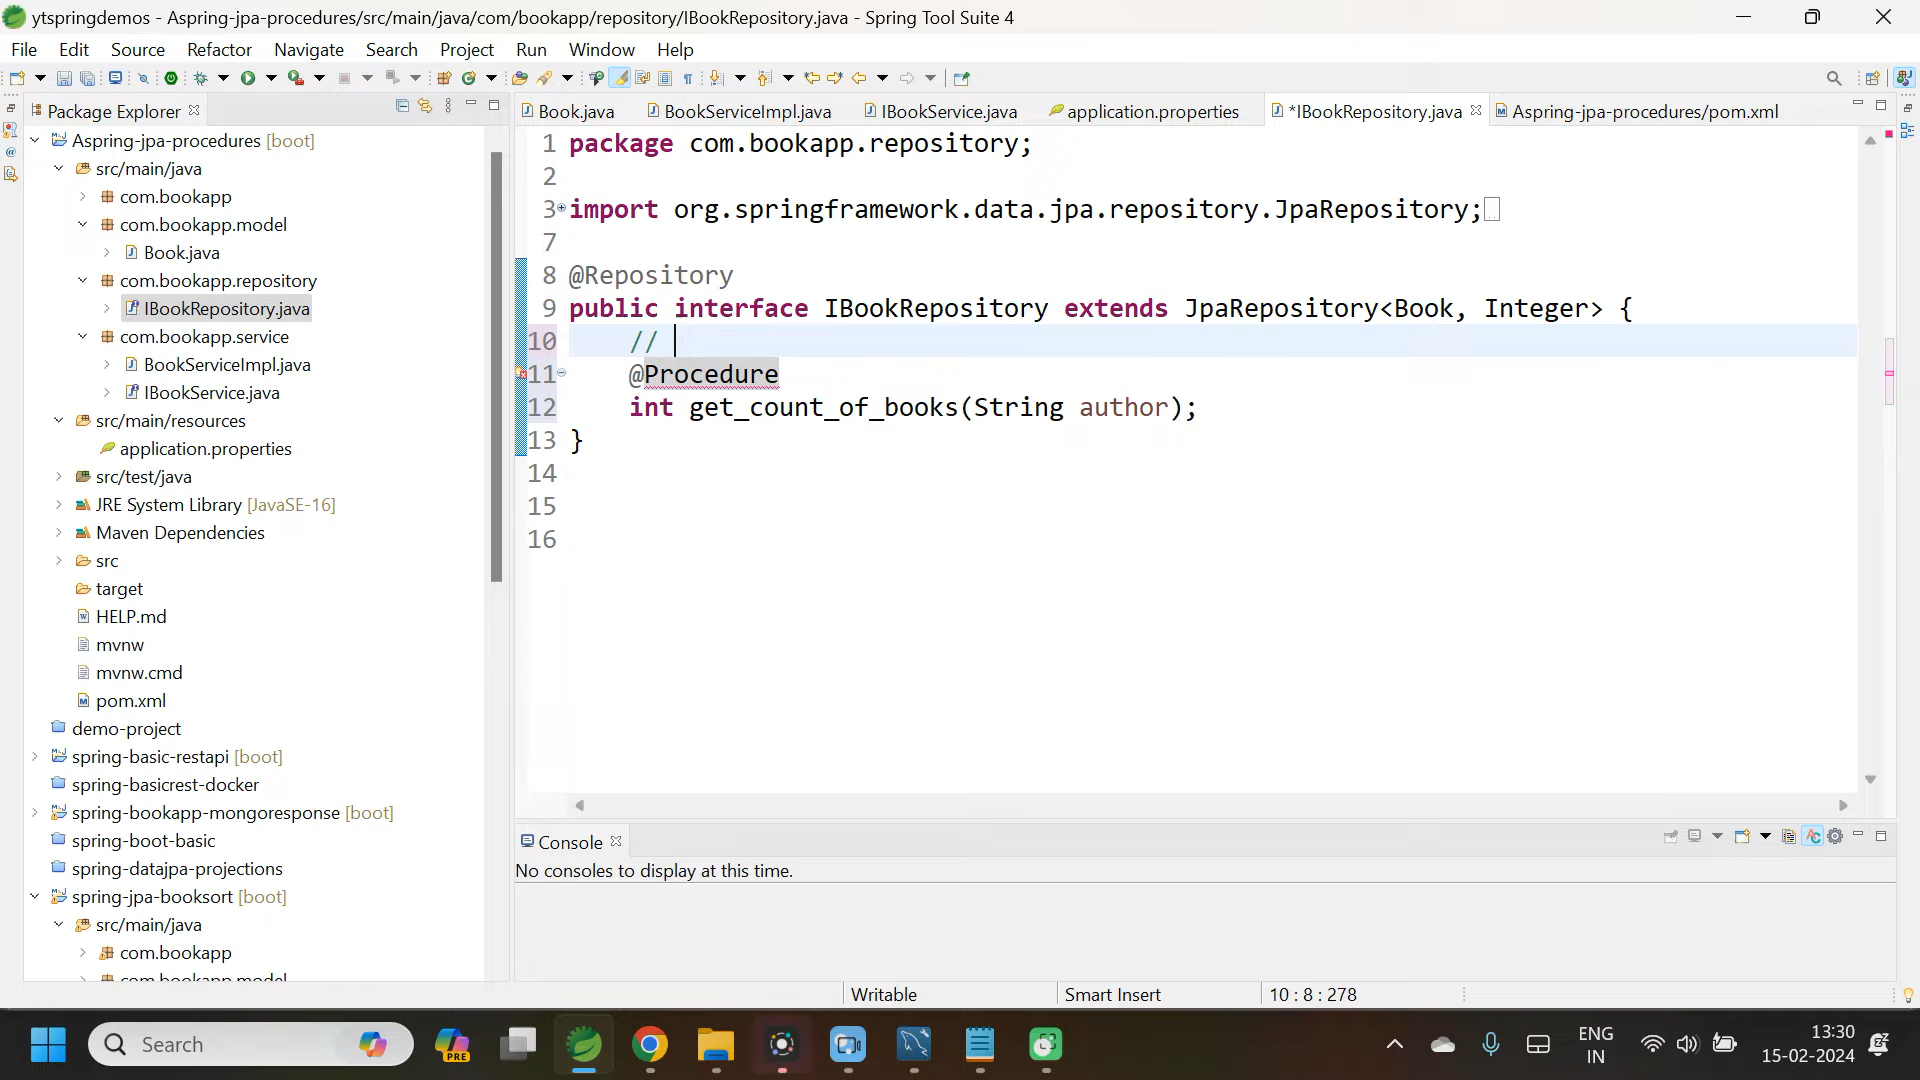 ytspringdemos - Aspring-jpa-procedures/src/main/java/com/bookapp/repository/IBookRepository.java - Spring Tool Suite 4
File Edit Source Refactor Navigate Search Project Run Window Help
Package Explorer
Book.java BookServiceImpl.java IBookService.java application.properties *IBookRepository.java Aspring-jpa-procedures/pom.xml
Aspring-jpa-procedures [boot]
src/main/java
com.bookapp
com.bookapp.model
Book.java
com.bookapp.repository
IBookRepository.java
com.bookapp.service
BookServiceImpl.java
IBookService.java
src/main/resources
application.properties
src/test/java
JRE System Library [JavaSE-16]
Maven Dependencies
src
target
HELP.md
mvnw
mvnw.cmd
pom.xml
demo-project
spring-basic-restapi [boot]
spring-basicrest-docker
spring-bookapp-mongoresponse [boot]
spring-boot-basic
spring-datajpa-projections
spring-jpa-booksort [boot]
src/main/java
com.bookapp
com.bookapp.model
1 package com.bookapp.repository;
2
3 import org.springframework.data.jpa.repository.JpaRepository;
7
8 @Repository
9 public interface IBookRepository extends JpaRepository<Book, Integer> {
10 //
11 @Procedure
12 int get_count_of_books(String author);
13 }
14
15
16
Console
No consoles to display at this time.
Writable Smart Insert 10 : 8 : 278
Search
PRE
ENG
IN
13:30
15-02-2024